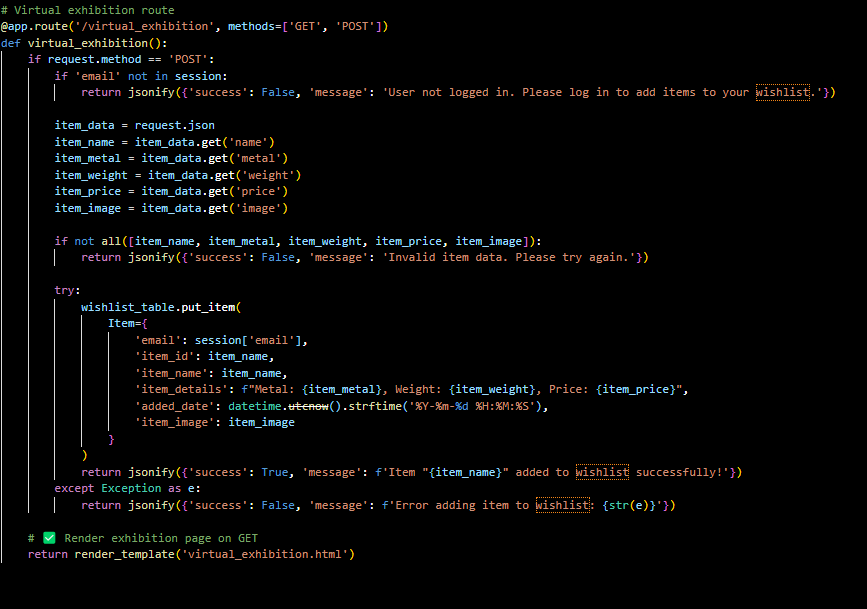 # Virtual exhibition route
@app.route('/virtual_exhibition', methods=['GET', 'POST'])
def virtual_exhibition():
    if request.method == 'POST':
        if 'email' not in session:
            return jsonify({'success': False, 'message': 'User not logged in. Please log in to add items to your wishlist.'})

        item_data = request.json
        item_name = item_data.get('name')
        item_metal = item_data.get('metal')
        item_weight = item_data.get('weight')
        item_price = item_data.get('price')
        item_image = item_data.get('image')

        if not all([item_name, item_metal, item_weight, item_price, item_image]):
            return jsonify({'success': False, 'message': 'Invalid item data. Please try again.'})

        try:
            wishlist_table.put_item(
                Item={
                    'email': session['email'],
                    'item_id': item_name,
                    'item_name': item_name,
                    'item_details': f"Metal: {item_metal}, Weight: {item_weight}, Price: {item_price}",
                    'added_date': datetime.utcnow().strftime('%Y-%m-%d %H:%M:%S'),
                    'item_image': item_image
                }
            )
            return jsonify({'success': True, 'message': f'Item "{item_name}" added to wishlist successfully!'})
        except Exception as e:
            return jsonify({'success': False, 'message': f'Error adding item to wishlist: {str(e)}'})

    # ✅ Render exhibition page on GET
    return render_template('virtual_exhibition.html')